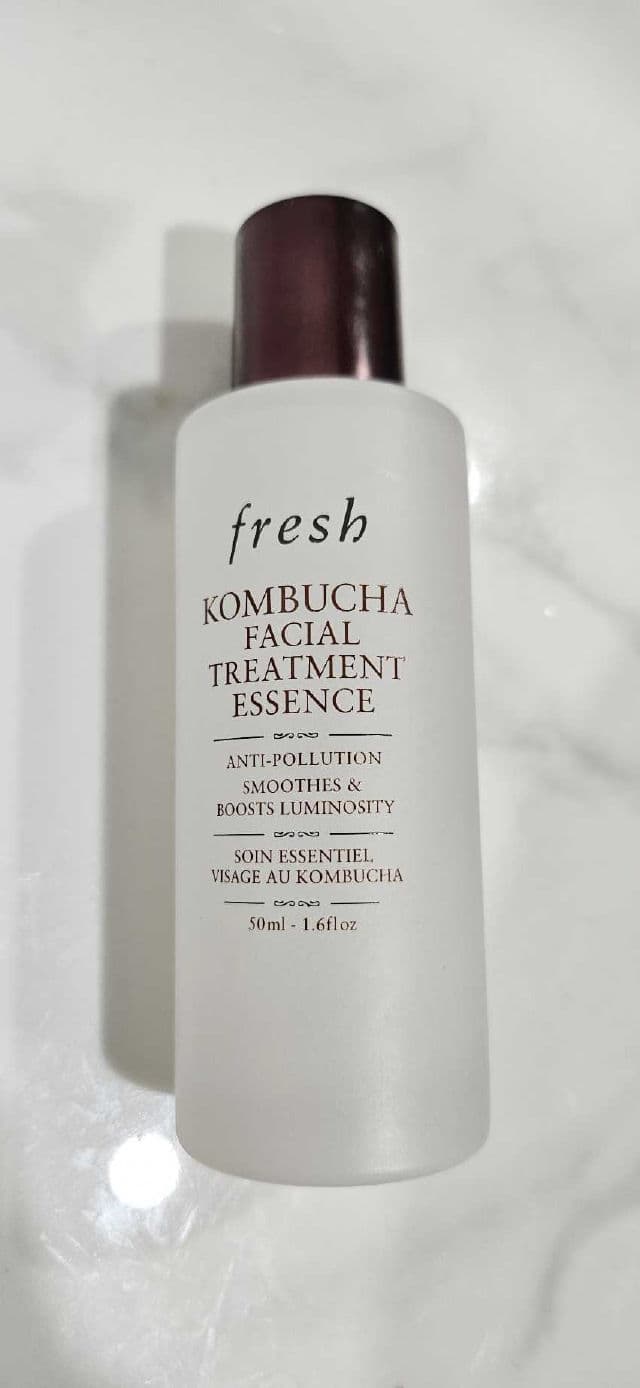 fresh
KOMBUCHA
FACIAL
TREATMENT
ESSENCE
ANTI-POLLUTION
SMOOTHES &
BOOSTS LUMINOSITY
SOIN ESSENTIEL
VISAGE AU KOMBUCHA
50ml - 1.6fl oz